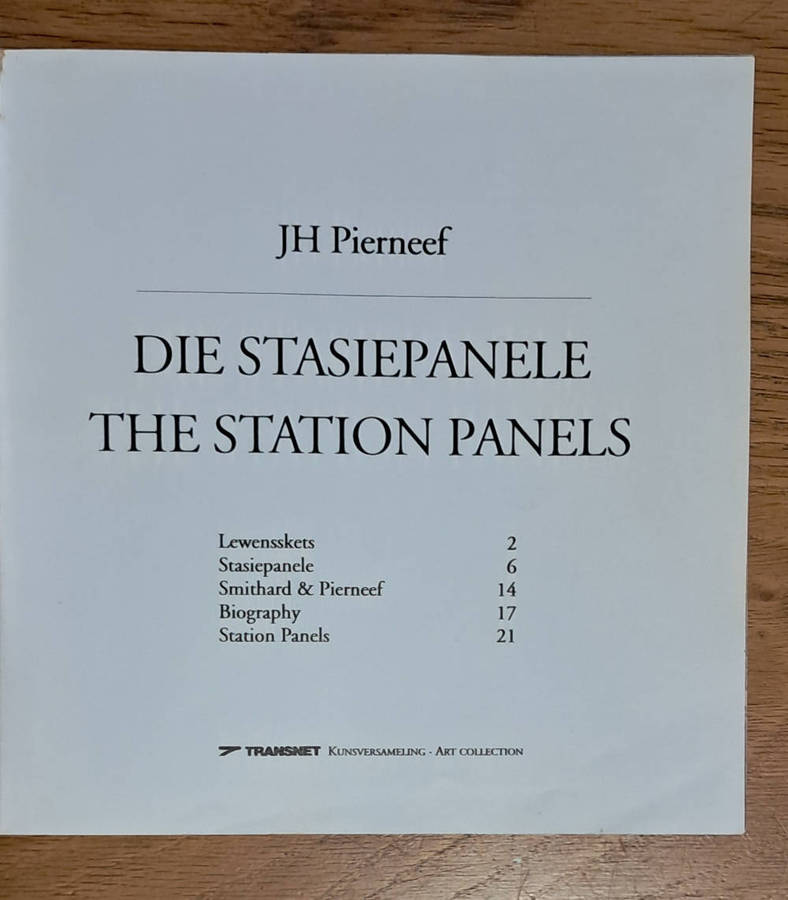 JH Pierneef
DIE STASIEPANELE
THE STATION PANELS
Lewensskets 2
Stasiepanele 6
Smithard & Pierneef 14
Biography 17
Station Panels 21
TRANSNET KUNSVERSAMELING - ART COLLECTION